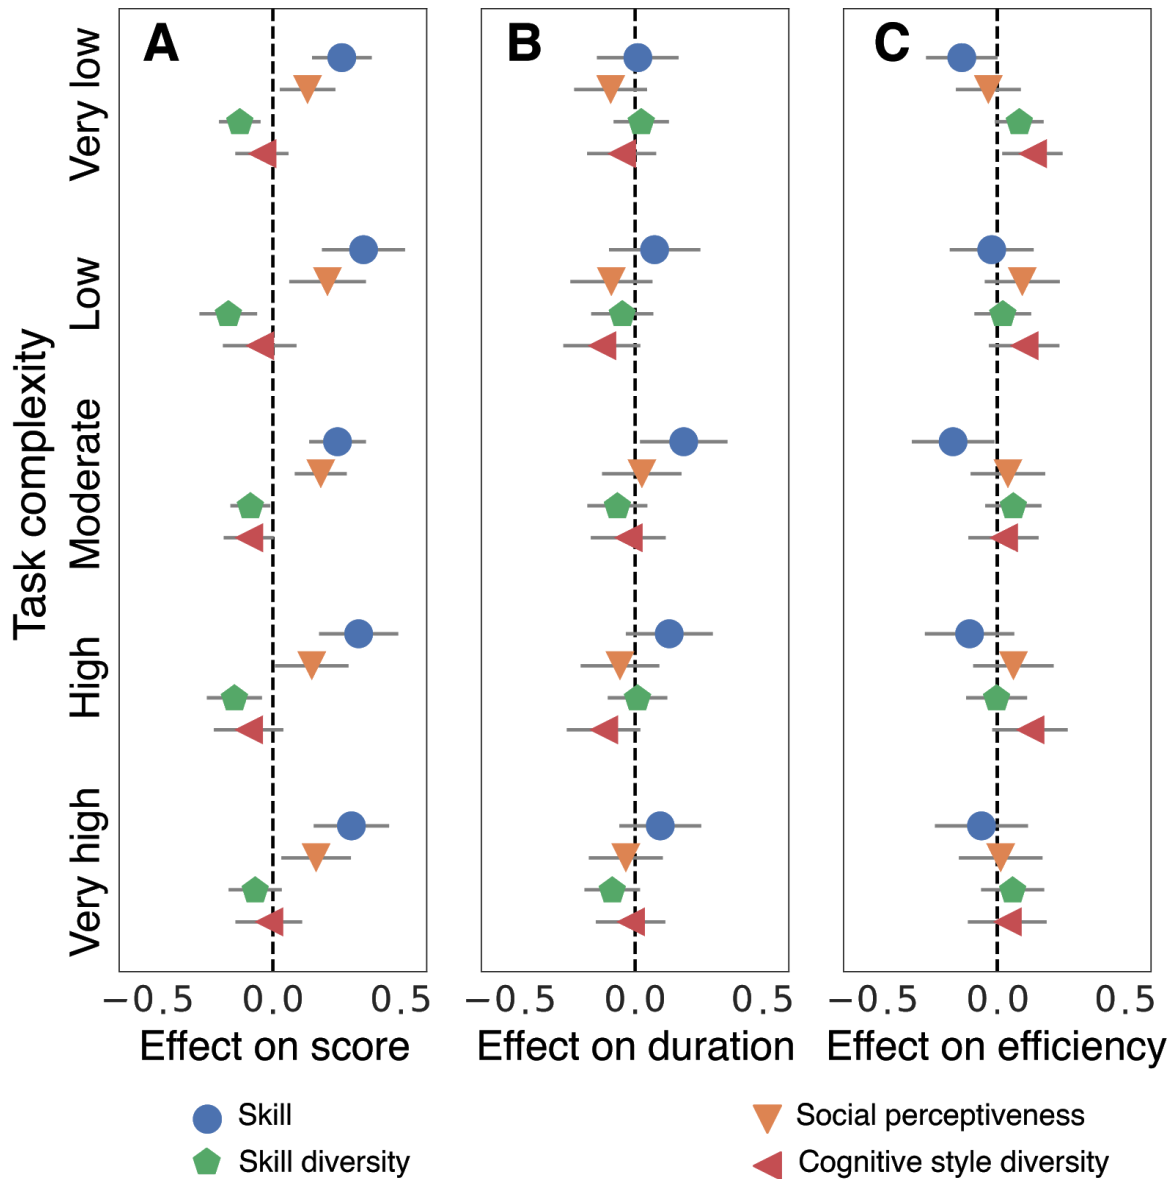 A
B
C
Task complexity
Very low
Low
Moderate
High
Very high
−0.5 0.0 0.5
−0.5 0.0 0.5
−0.5 0.0 0.5
Effect on score
Effect on duration
Effect on efficiency
Skill
Social perceptiveness
Skill diversity
Cognitive style diversity